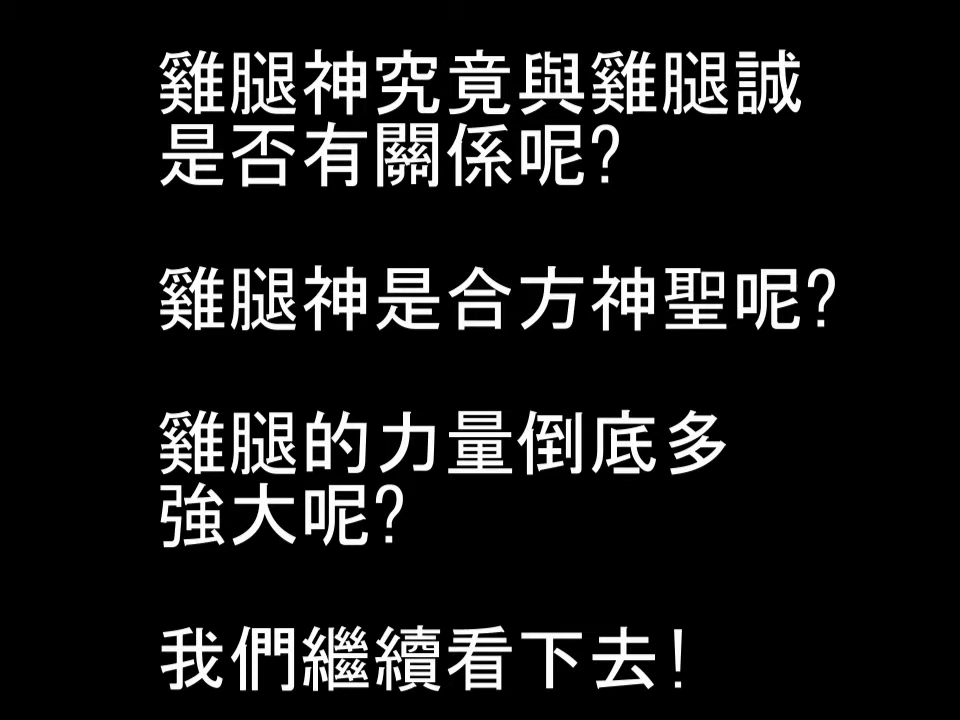 雞腿神究竟與雞腿誠
是否有關係呢?
雞腿神是合方神聖呢?
雞腿的力量倒底多
強大呢?
我們繼續看下去!